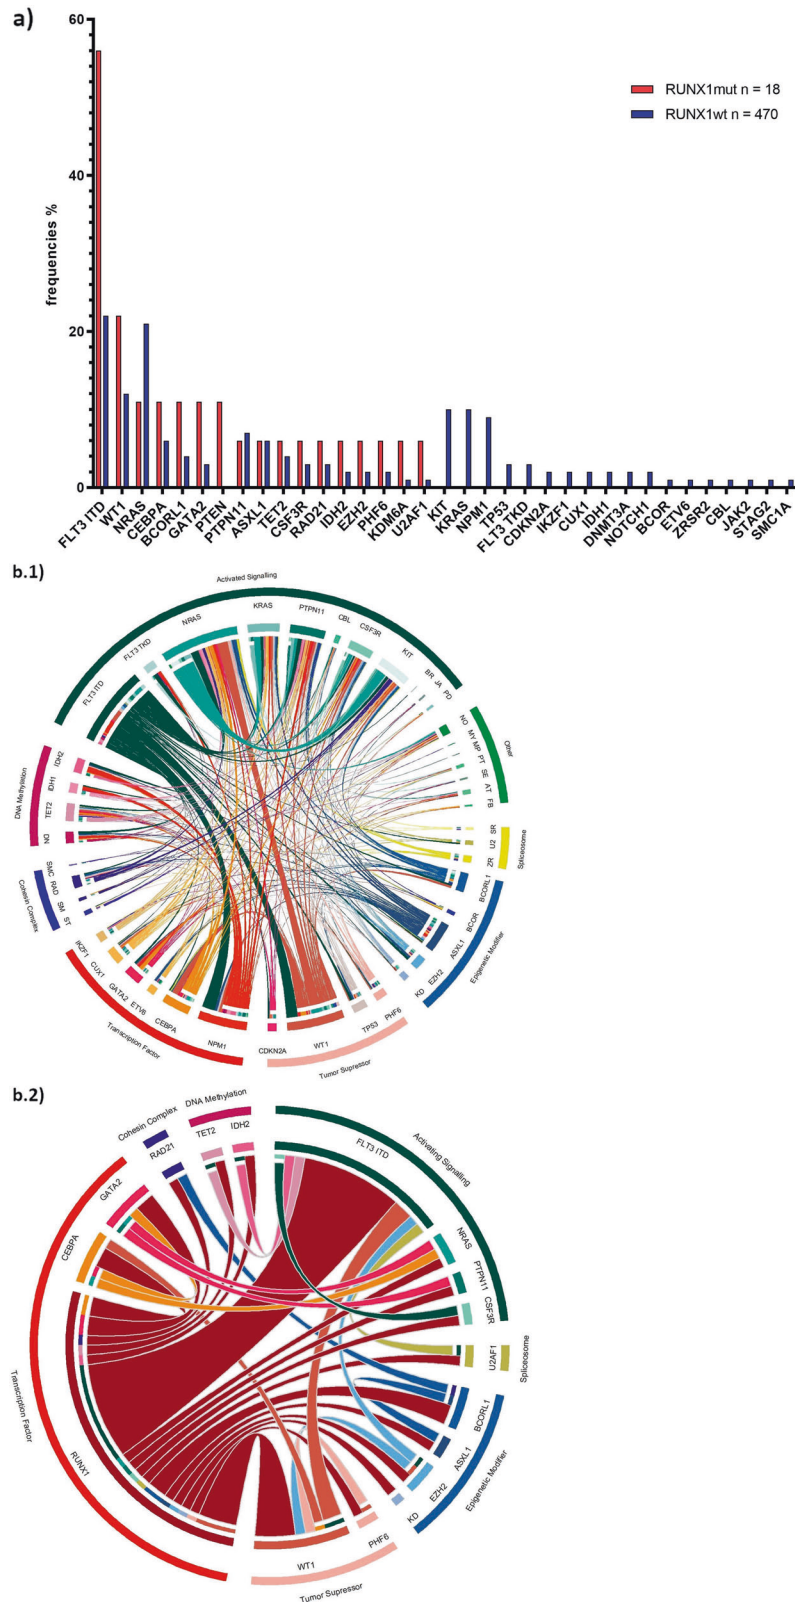 a)
60
40
20
0
frequencies %
RUNX1mut n = 18
RUNX1wt n = 470
FLT3 ITD
WT1
NRAS
CEBPA
BCORL1
GATA2
PTEN
PTPN11
ASXL1
TET2
CSF3R
RAD21
IDH2
EZH2
PHF6
KDM6A
U2AF1
KIT
KRAS
NPM1
TP53
FLT3 TKD
CDKN2A
IKZF1
CUX1
IDH1
DNMT3A
NOTCH1
BCOR
ETV6
ZRSR2
CBL
JAK2
STAG2
SMC1A
b.1)
Activated Signalling
FLT3 ITD
FLT3 TKD
NRAS
KRAS
PTPN11
CBL
CSF3R
KIT
BR
JA
PD
Other
NO
MY
MP
PT
SE
AT
FB
Spliceosome
SR
U2
ZR
Epigenetic Modifier
BCORL1
BCOR
ASXL1
EZH2
KD
Tumor Supressor
PHF6
TP53
WT1
CDKN2A
Transcription Factor
NPM1
CEBPA
ETV6
GATA2
CUX1
IKZF1
Cohesin Complex
ST
SM
RAD
SMC
DNA Methylation
DN
TET2
IDH1
IDH2
b.2)
Activating Signalling
FLT3 ITD
NRAS
PTPN11
CSF3R
Spliceosome
U2AF1
Epigenetic Modifier
BCORL1
ASXL1
EZH2
KD
Tumor Supressor
PHF6
WT1
Transcription Factor
RUNX1
CEBPA
GATA2
Cohesin Complex
RAD21
DNA Methylation
TET2
IDH2